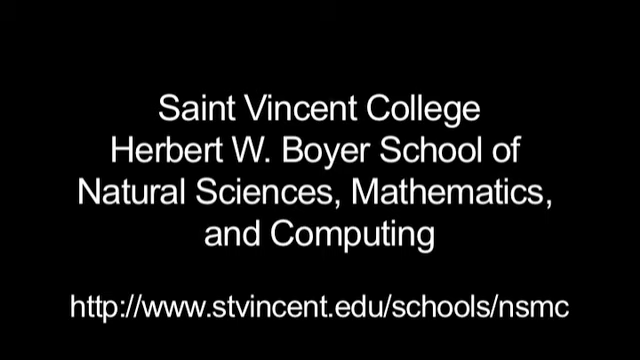 Saint Vincent College
Herbert W. Boyer School of
Natural Sciences, Mathematics,
and Computing
http://www.stvincent.edu/schools/nsmc